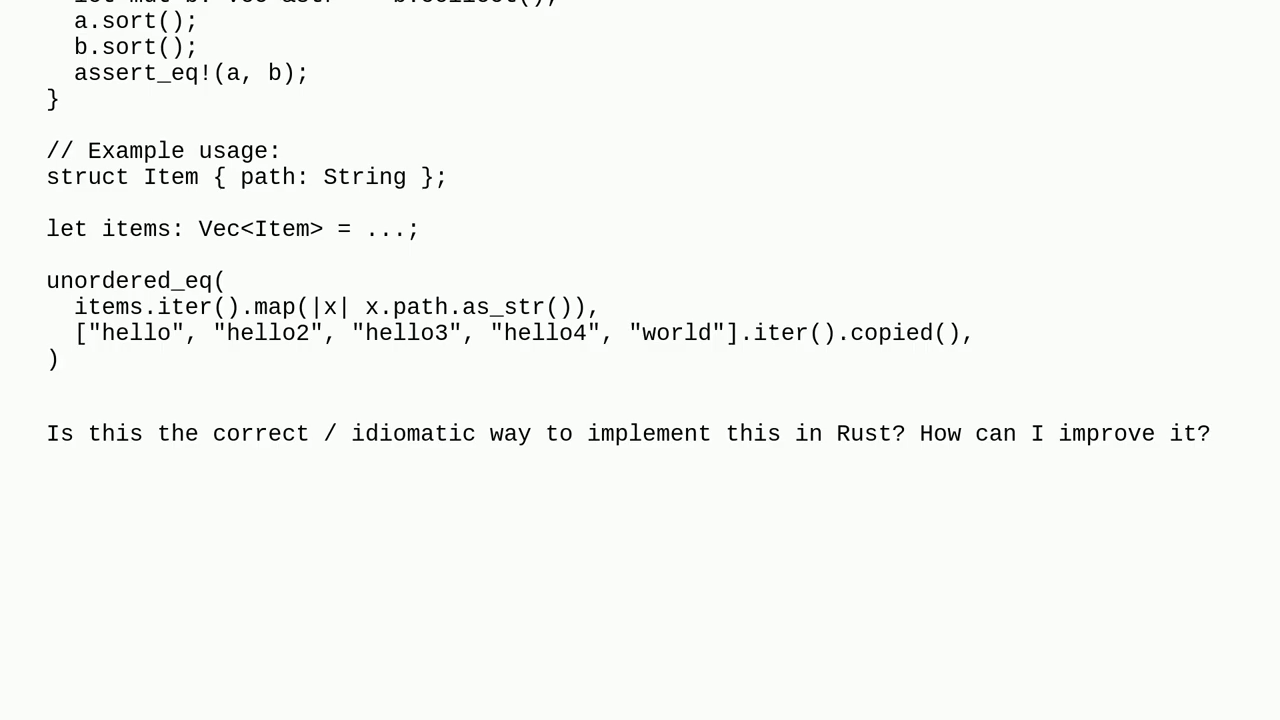 a.sort();
b.sort();
assert_eq!(a, b);
}
// Example usage:
struct Item { path: String };
let items: Vec<Item> = ...;
unordered_eq(
items.iter().map(|x| x.path.as_str()),
["hello", "hello2", "hello3", "hello4", "world"].iter().copied(),
)
Is this the correct / idiomatic way to implement this in Rust? How can I improve it?